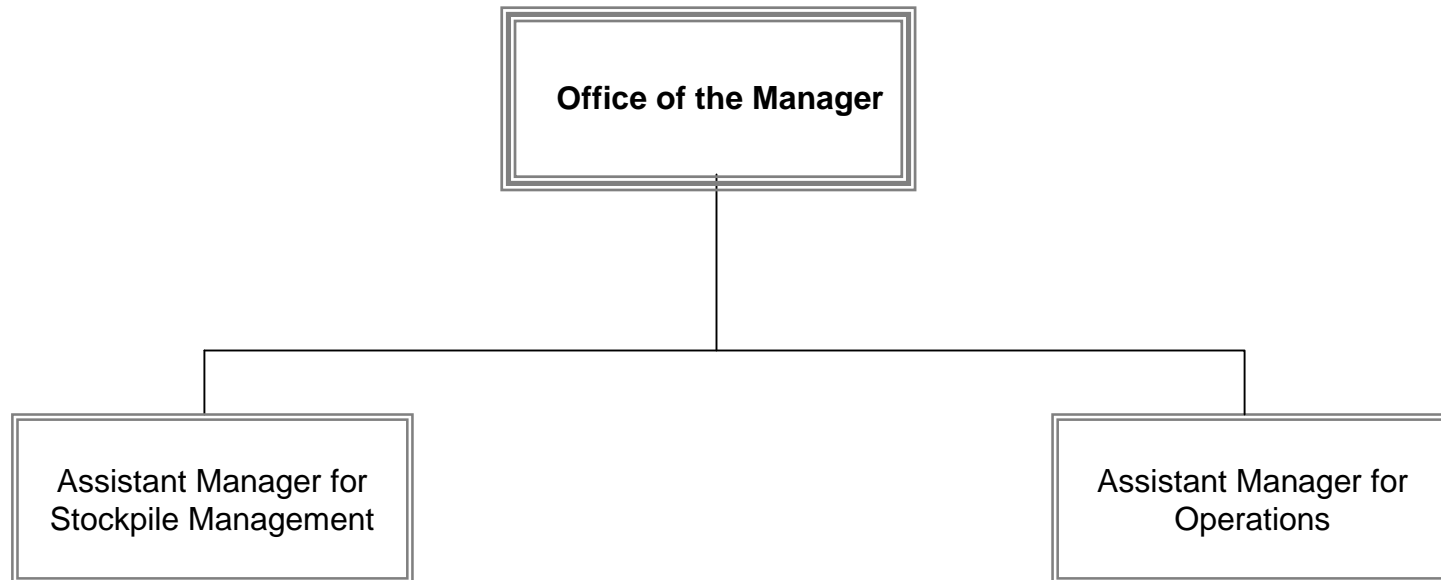 Office of the Manager
Assistant Manager for
Stockpile Management
Assistant Manager for
Operations